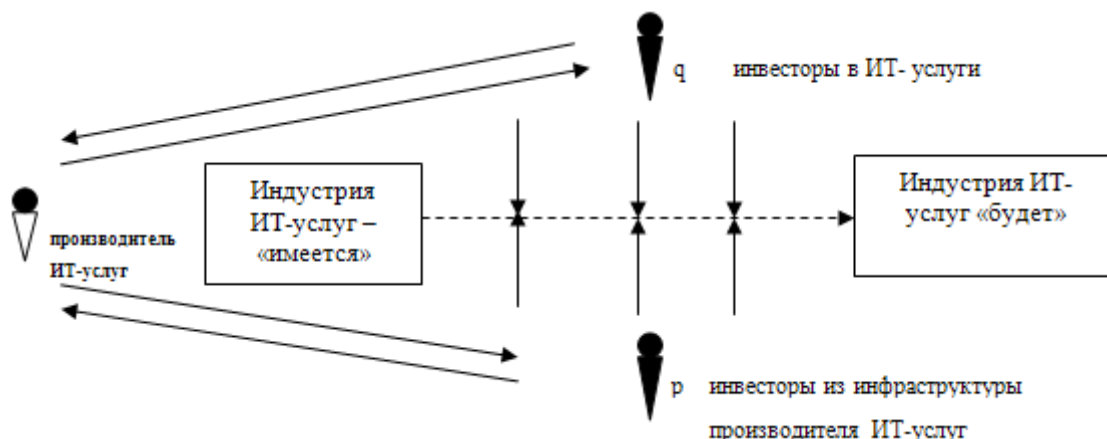 q инвесторы в ИТ- услуги
Индустрия
ИТ-услуг –
«имеется»
Индустрия ИТ-
услуг «будет»
производитель
ИТ-услуг
p инвесторы из инфраструктуры
производителя ИТ-услуг